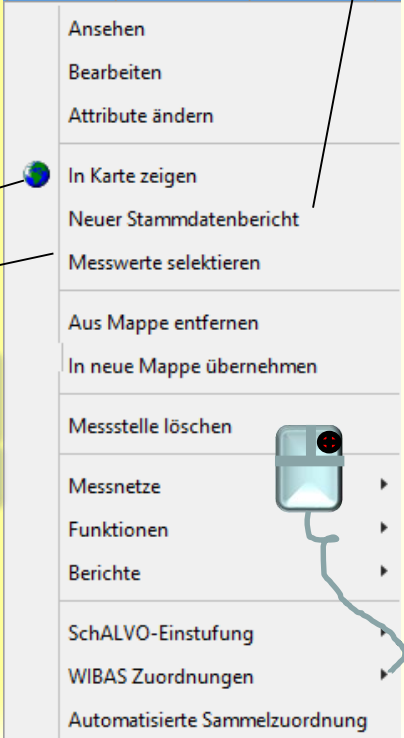 Ansehen
Bearbeiten
Attribute ändern
In Karte zeigen
Neuer Stammdatenbericht
Messwerte selektieren
Aus Mappe entfernen
In neue Mappe übernehmen
Messstelle löschen
Messnetze
Funktionen
Berichte
SchALVO-Einstufung
WIBAS Zuordnungen
Automatisierte Sammelzuordnung